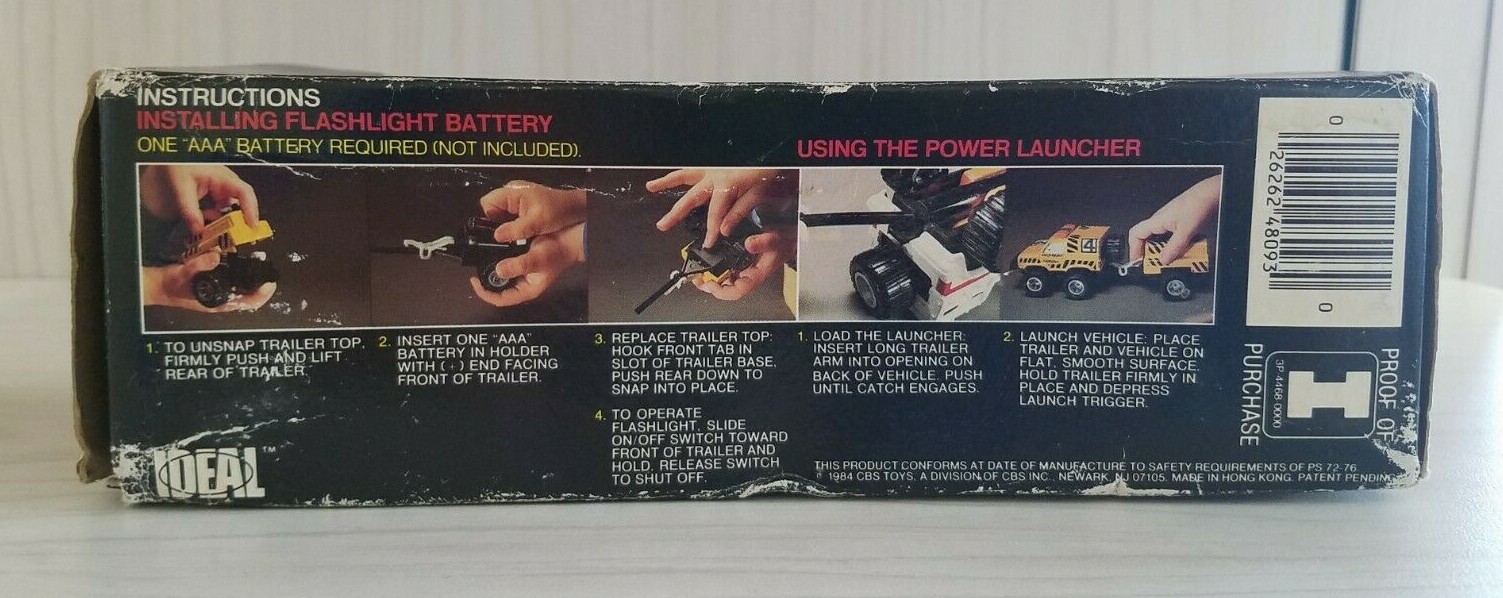 INSTRUCTIONS
INSTALLING FLASHLIGHT BATTERY
ONE "AAA" BATTERY REQUIRED (NOT INCLUDED).
1. TO UNSNAP TRAILER TOP,
FIRMLY PUSH AND LIFT
REAR OF TRAILER.
2. INSERT ONE "AAA"
BATTERY IN HOLDER
WITH (+) END FACING
FRONT OF TRAILER.
3. REPLACE TRAILER TOP:
HOOK FRONT TAB IN
SLOT OF TRAILER BASE,
PUSH REAR DOWN TO
SNAP INTO PLACE.
4. TO OPERATE
FLASHLIGHT, SLIDE
ON/OFF SWITCH TOWARD
FRONT OF TRAILER AND
HOLD. RELEASE SWITCH
TO SHUT OFF.
USING THE POWER LAUNCHER
4
1. LOAD THE LAUNCHER:
INSERT LONG TRAILER
ARM INTO OPENING ON
BACK OF VEHICLE. PUSH
UNTIL CATCH ENGAGES.
2. LAUNCH VEHICLE: PLACE
TRAILER AND VEHICLE ON
FLAT, SMOOTH SURFACE.
HOLD TRAILER FIRMLY IN
PLACE AND DEPRESS
LAUNCH TRIGGER.
IDEAL™
THIS PRODUCT CONFORMS AT DATE OF MANUFACTURE TO SAFETY REQUIREMENTS OF PS 72-76.
1984 CBS TOYS, A DIVISION OF CBS INC., NEWARK, NJ 07105. MADE IN HONG KONG. PATENT PENDING
0 26262 48093 0
PROOF OF
I
3P-4468-0000
PURCHASE